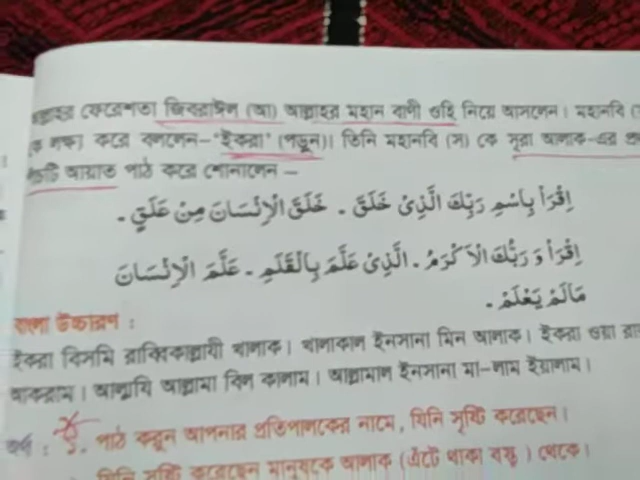 ফেরেশতা জিবরাঈল (আ) আল্লাহর মহান বাণী ওহি নিয়ে আসলেন। মহানবি
লক্ষ্য করে বললেন-'ইকরা' (পড়ুন)। তিনি মহানবি (স) কে সূরা আলাক-এর
আয়াত পাঠ করে শোনালেন –
اِقْرَأْ بِاسْمِ رَبِّكَ الَّذِىْ خَلَقَ . خَلَقَ الْاِنْسَانَ مِنْ عَلَقٍ .
اِقْرَأْ وَ رَبُّكَ الْاَكْرَمُ . الَّذِىْ عَلَّمَ بِالْقَلَمِ . عَلَّمَ الْاِنْسَانَ
مَالَمْ يَعْلَمْ .
বাংলা উচ্চারণ :
ইকরা বিসমি রাব্বিকাল্লাযী খালাক। খালাকাল ইনসানা মিন আলাক। ইকরা ওয়া
আকরাম। আল্লাযি আল্লামা বিল কালাম। আল্লামাল ইনসানা মা-লাম ইয়ালাম।
অর্থ : ১. পাঠ করুন আপনার প্রতিপালকের নামে, যিনি সৃষ্টি করেছেন।
যিনি সৃষ্টি করেছেন মানুষকে আলাক (এঁটে থাকা বস্তু) থেকে।